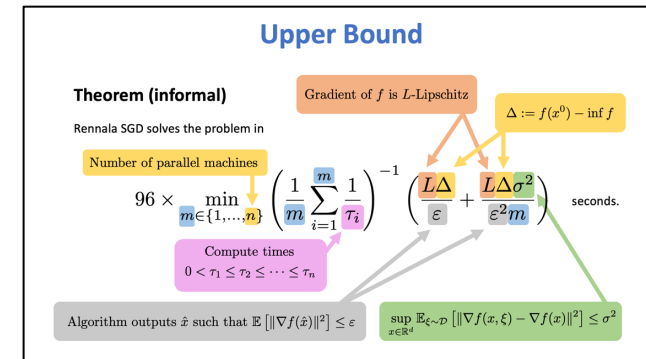 Upper Bound
Theorem (informal)
Gradient of f is L-Lipschitz
Δ := f(x⁰) − inf f
Rennala SGD solves the problem in
Number of parallel machines
96 × min_{m∈{1,...,n}} (1/m ∑_{i=1}^{m} 1/τ_i)^{−1} (LΔ/ε + LΔσ²/ε²m) seconds.
Compute times
0 < τ₁ ≤ τ₂ ≤ ⋯ ≤ τₙ
Algorithm outputs x̂ such that 𝔼 [‖∇f(x̂)‖²] ≤ ε
sup_{x∈ℝ^d} 𝔼_{ξ∼𝒟} [‖∇f(x, ξ) − ∇f(x)‖²] ≤ σ²